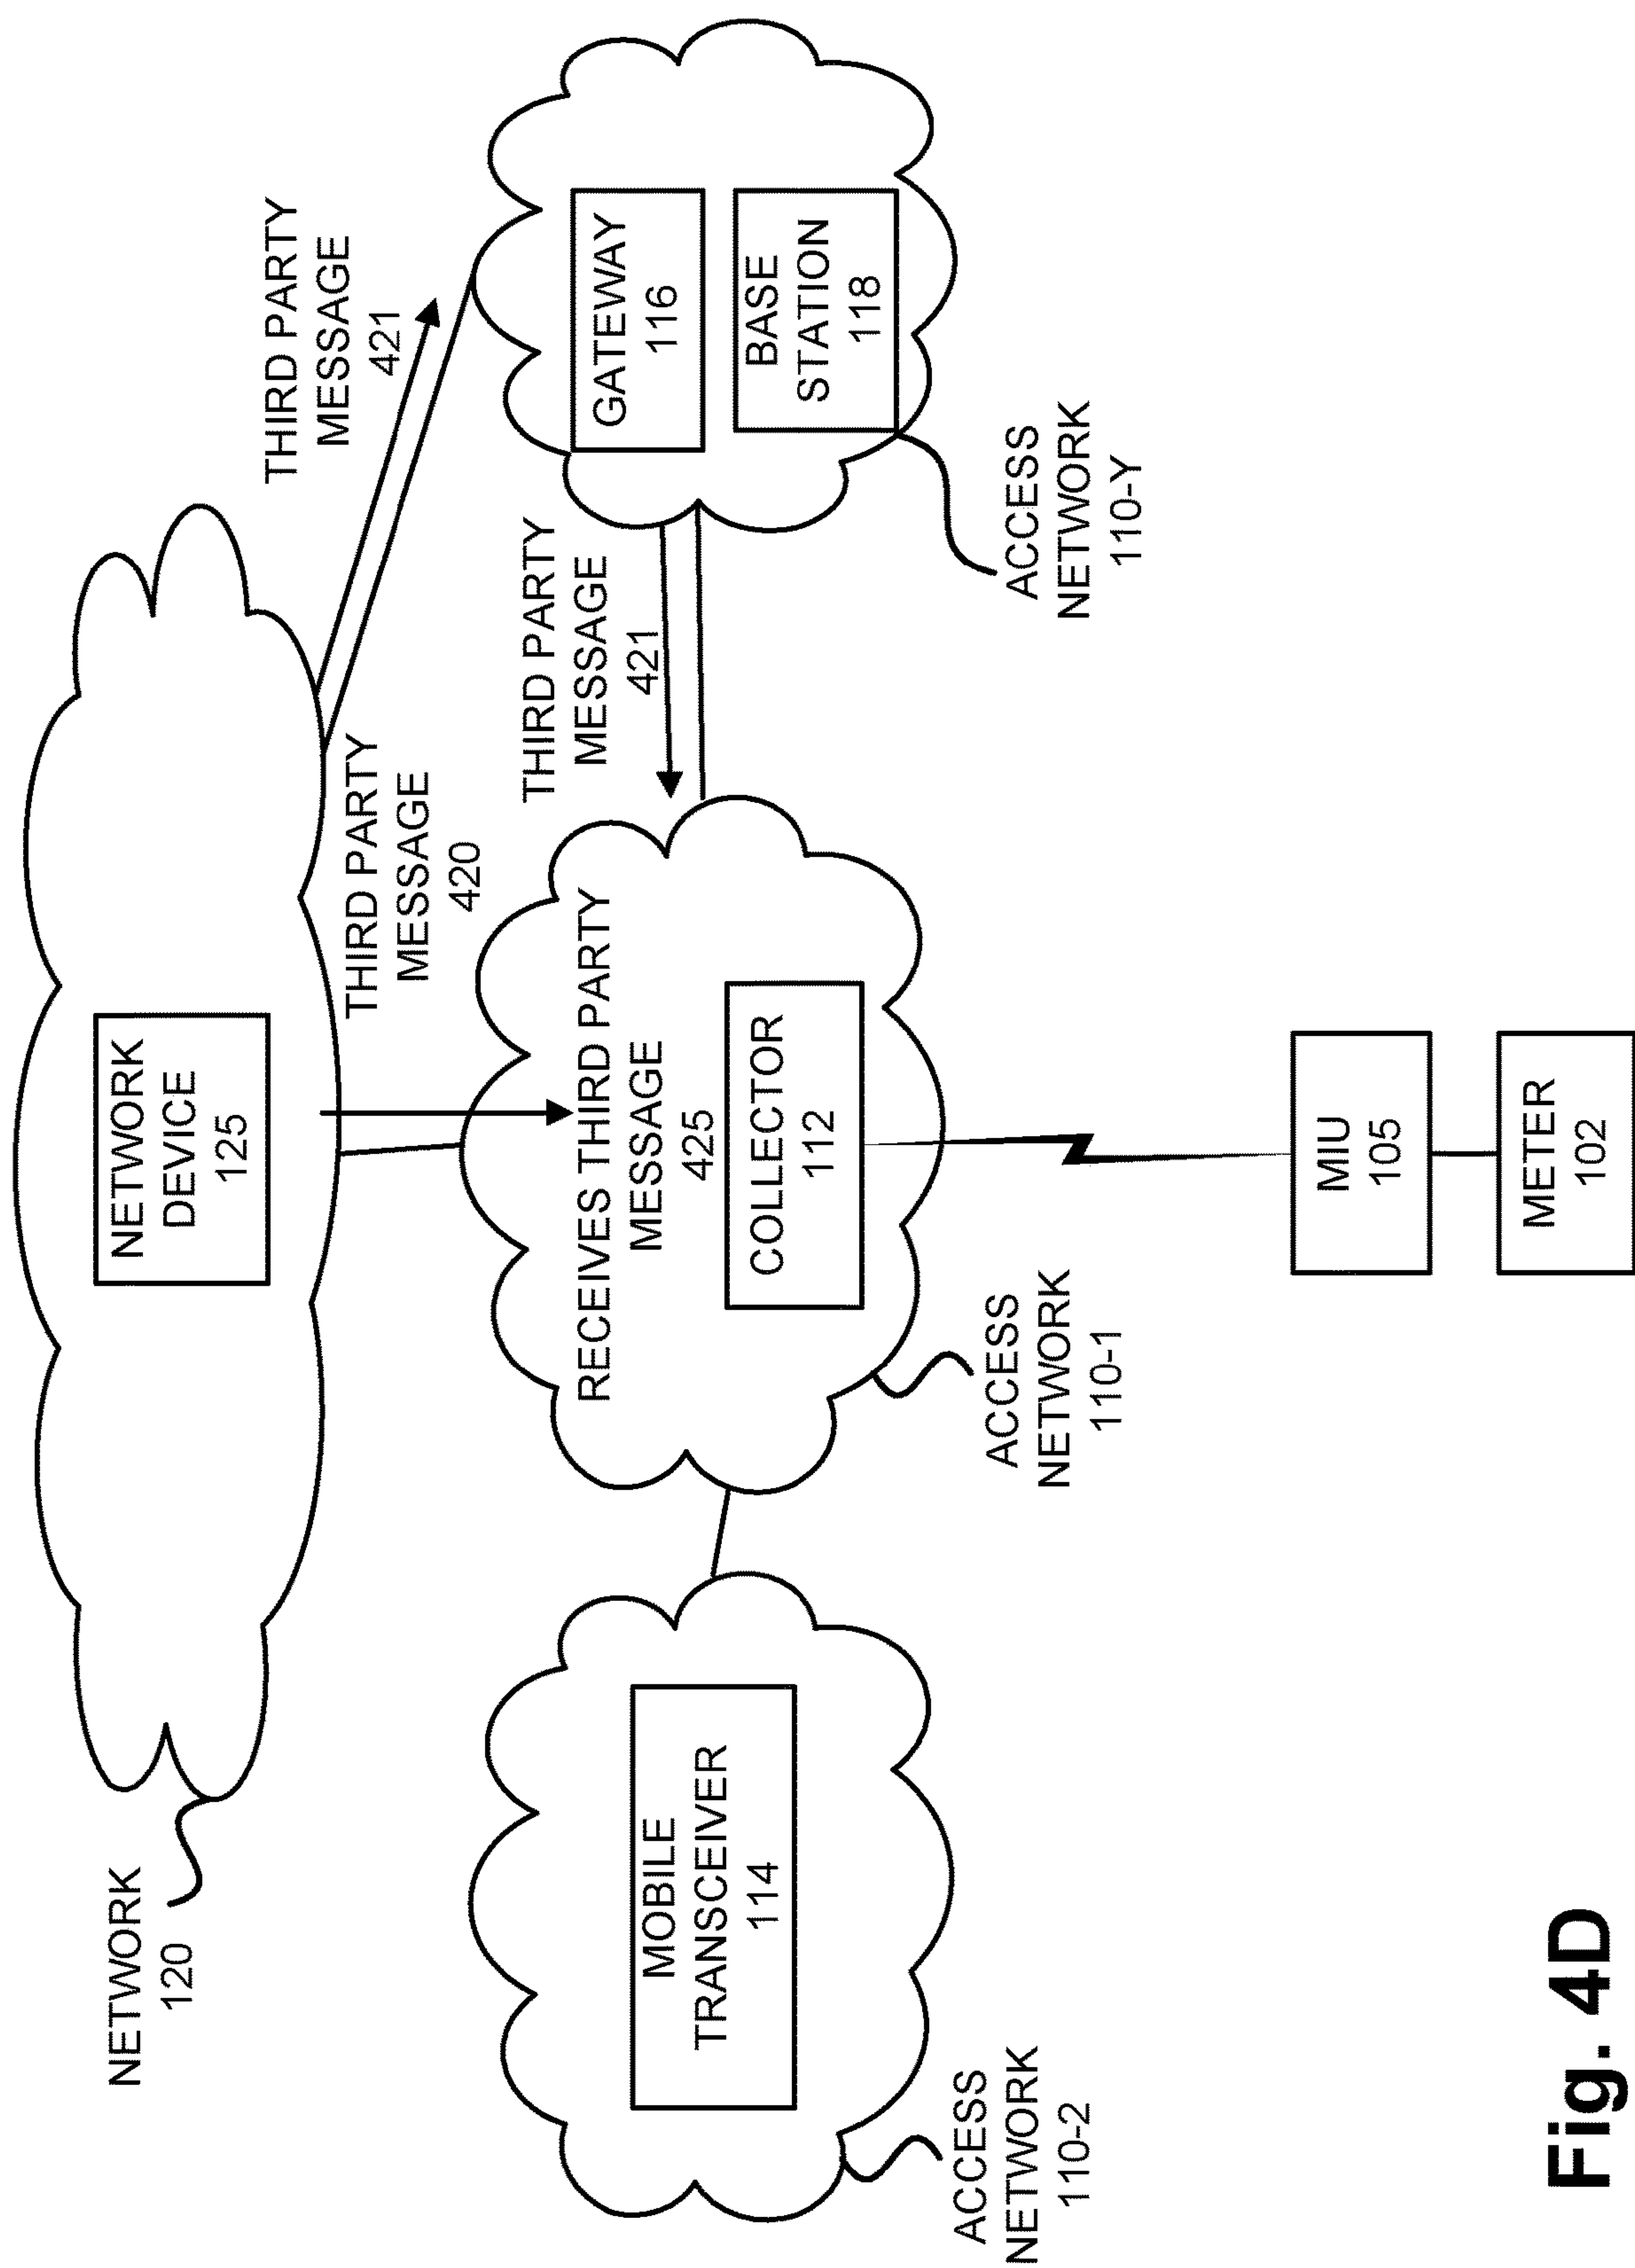 NETWORK
120
NETWORK
DEVICE
125
THIRD PARTY
MESSAGE
420
THIRD PARTY
MESSAGE
421
MOBILE
TRANSCEIVER
114
ACCESS
NETWORK
110-2
RECEIVES THIRD PARTY
MESSAGE
425
COLLECTOR
112
ACCESS
NETWORK
110-1
THIRD PARTY
MESSAGE
421
GATEWAY
116
BASE
STATION
118
ACCESS
NETWORK
110-Y
MIU
105
METER
102
Fig. 4D